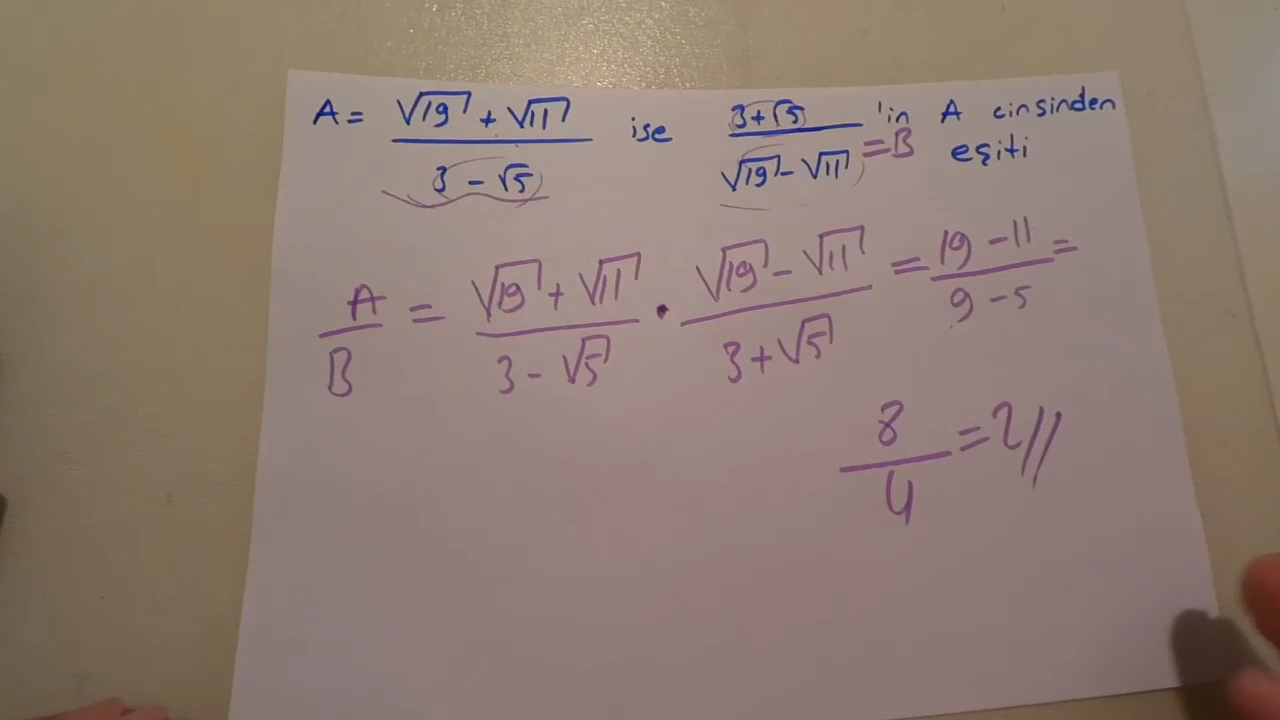 A = (√19 + √11)/(3 - √5) ise (3+√5)/(√19 - √11) = B 'in A cinsinden
eşiti
A/B = (√19 + √11)/(3 - √5) · (√19 - √11)/(3 + √5) = (19 - 11)/(9 - 5) =
8/4 = 2//